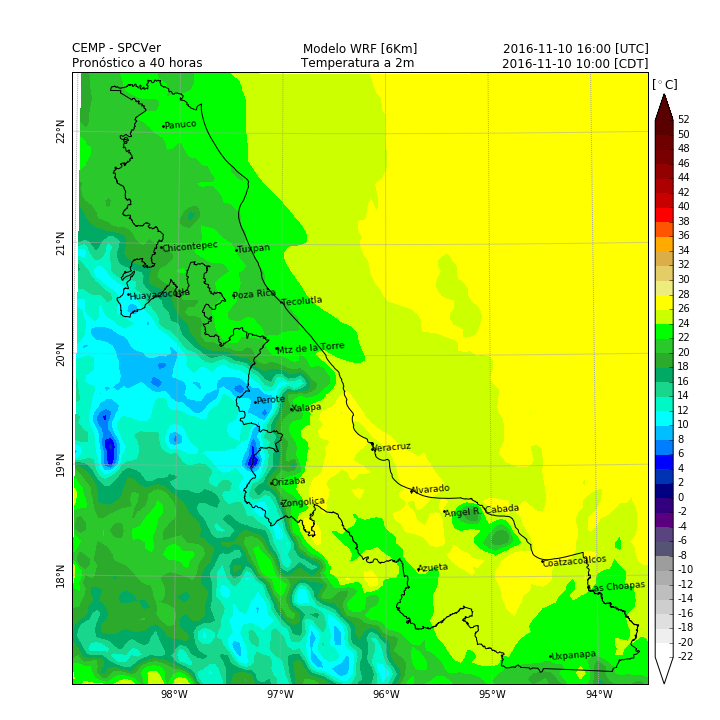 CEMP - SPCVer Modelo WRF [6Km] 2016-11-10 16:00 [UTC]
Pronóstico a 40 horas Temperatura a 2m 2016-11-10 10:00 [CDT]
[°C]
52
50
48
46
44
42
40
38
36
34
32
30
28
26
24
22
20
18
16
14
12
10
8
6
4
2
0
-2
-4
-6
-8
-10
-12
-14
-16
-18
-20
-22
22°N
21°N
20°N
19°N
18°N
Panuco
Chicontepec
Tuxpan
Huayacocotla
Poza Rica
Tecolutla
Mtz de la Torre
Perote
Xalapa
Veracruz
Orizaba
Alvarado
Zongolica
Angel R. Cabada
Azueta
Coatzacoalcos
Las Choapas
Uxpanapa
98°W 97°W 96°W 95°W 94°W